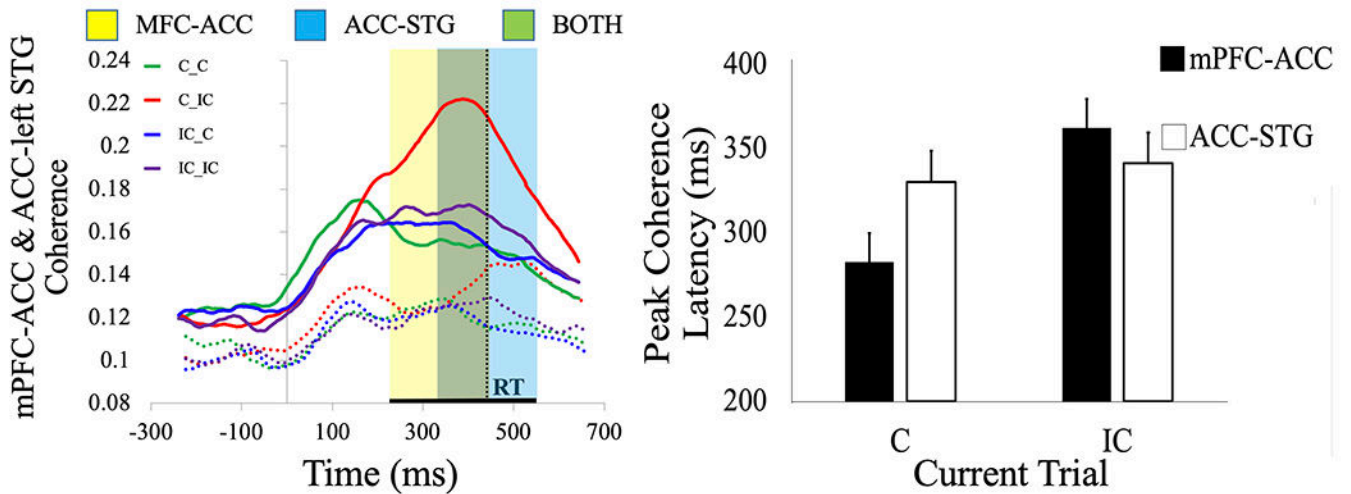 MFC-ACC
ACC-STG
BOTH
mPFC-ACC & ACC-left STG
Coherence
0.24
0.22
0.2
0.18
0.16
0.14
0.12
0.1
0.08
C_C
C_IC
IC_C
IC_IC
RT
-300
-100
100
300
500
700
Time (ms)
Peak Coherence
Latency (ms)
400
350
300
250
200
mPFC-ACC
ACC-STG
C
IC
Current Trial